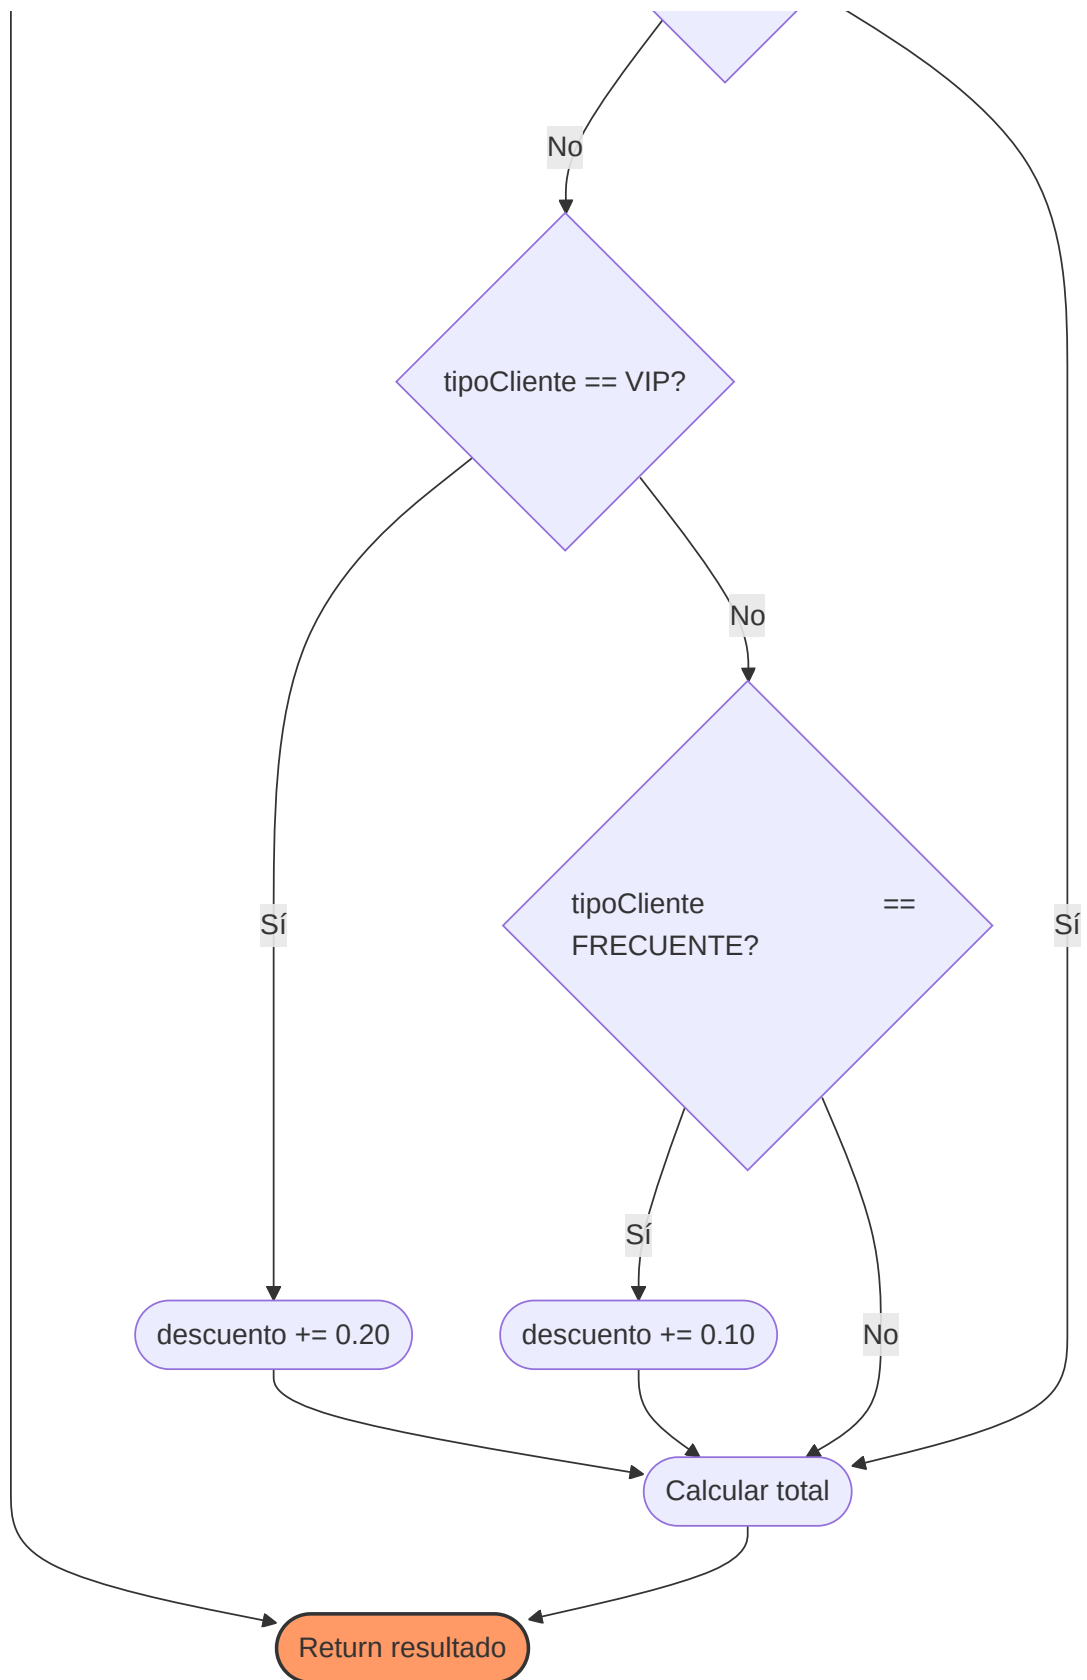 No
tipoCliente == VIP?
No
tipoCliente ==
FRECUENTE?
Sí
Sí
Sí
descuento += 0.20
descuento += 0.10
No
Calcular total
Return resultado